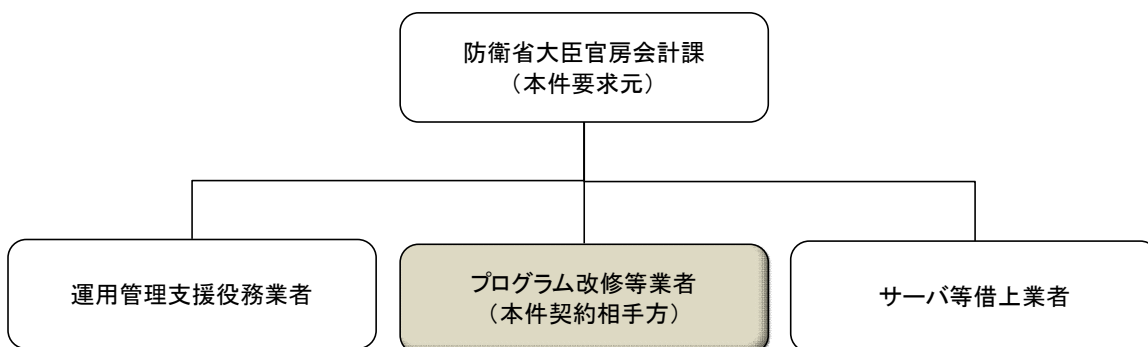 防衛省大臣官房会計課
（本件要求元）
運用管理支援役務業者
プログラム改修等業者
（本件契約相手方）
サーバ等借上業者